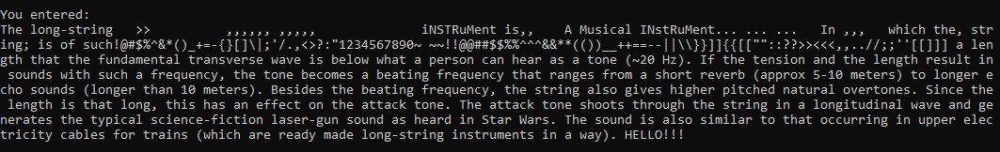 You entered:
The long-string   >>          ,,,,,, ,,,,,            iNSTRuMent is,,    A Musical INstruMent... ... ...   In ,,,   which the, str
ing; is of such!@#$%^&*()_+=-{}[]\|;'/.,<>?:"1234567890~ ~~!!@@##$$%%^^^&&**(())__++==--||\\}}]]{{[[""::??>><<<,,..//;;''[[]]] a len
gth that the fundamental transverse wave is below what a person can hear as a tone (~20 Hz). If the tension and the length result in
 sounds with such a frequency, the tone becomes a beating frequency that ranges from a short reverb (approx 5-10 meters) to longer e
cho sounds (longer than 10 meters). Besides the beating frequency, the string also gives higher pitched natural overtones. Since the
 length is that long, this has an effect on the attack tone. The attack tone shoots through the string in a longitudinal wave and ge
nerates the typical science-fiction laser-gun sound as heard in Star Wars. The sound is also similar to that occurring in upper elec
tricity cables for trains (which are ready made long-string instruments in a way). HELLO!!!